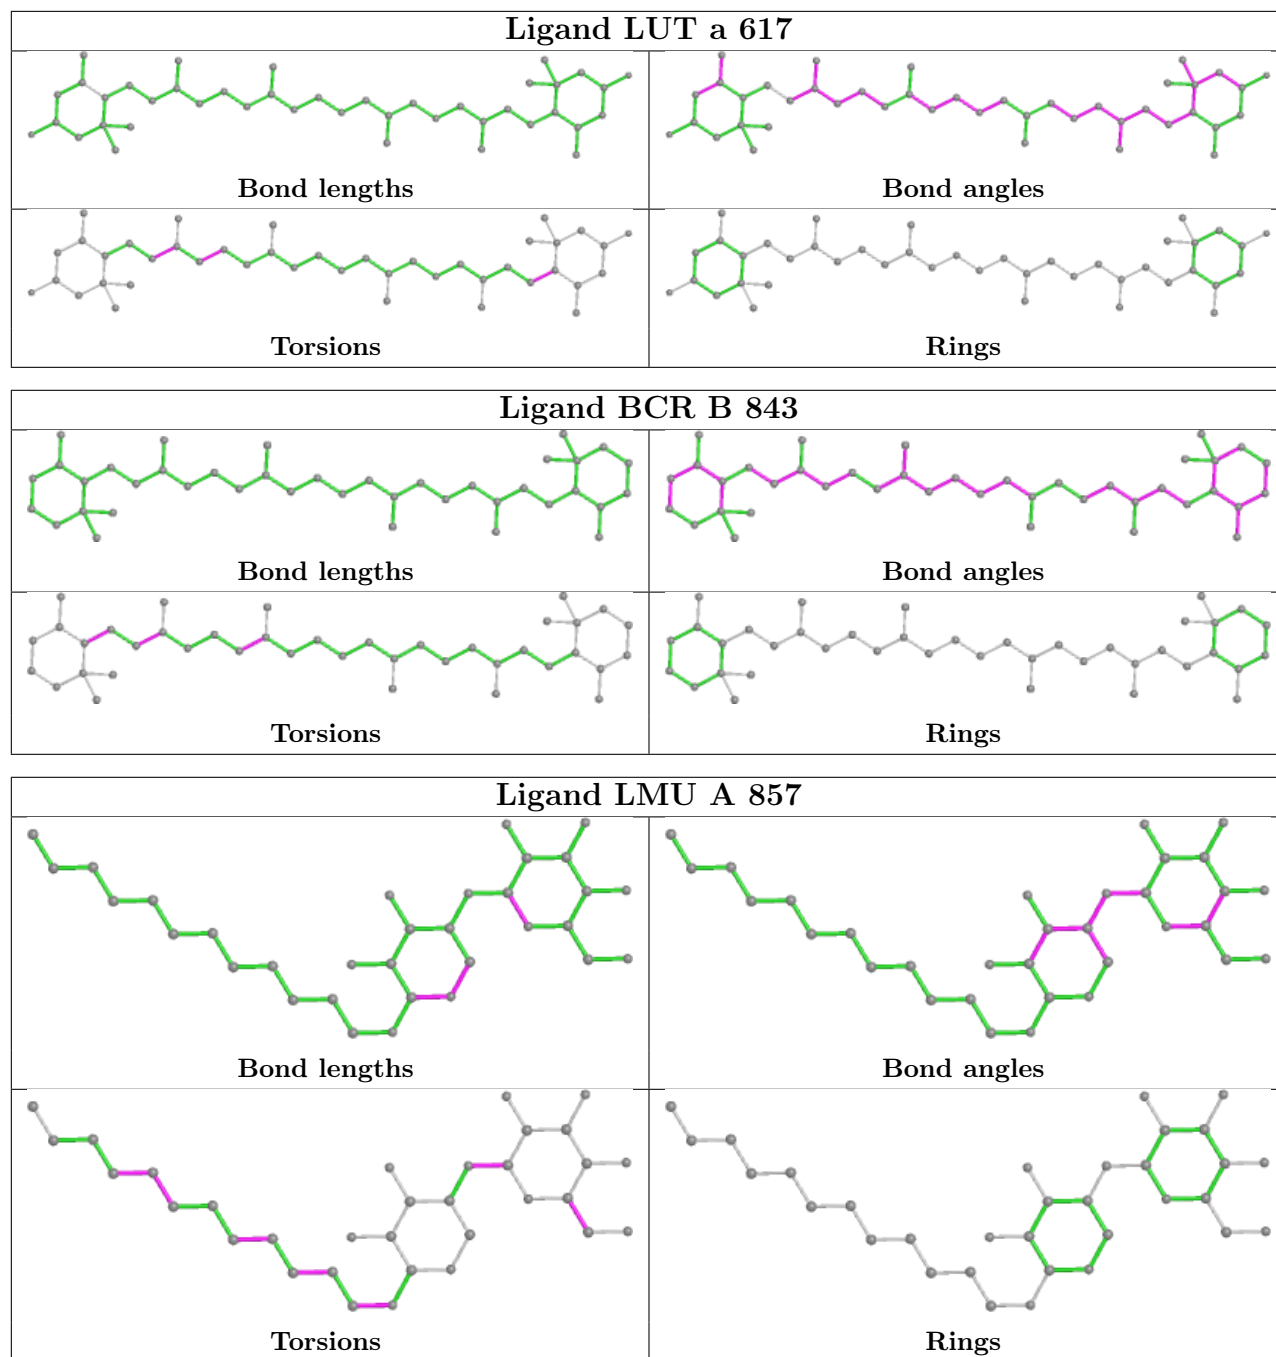 Ligand LUT a 617
Bond lengths
Bond angles
Torsions
Rings
Ligand BCR B 843
Bond lengths
Bond angles
Torsions
Rings
Ligand LMU A 857
Bond lengths
Bond angles
Torsions
Rings